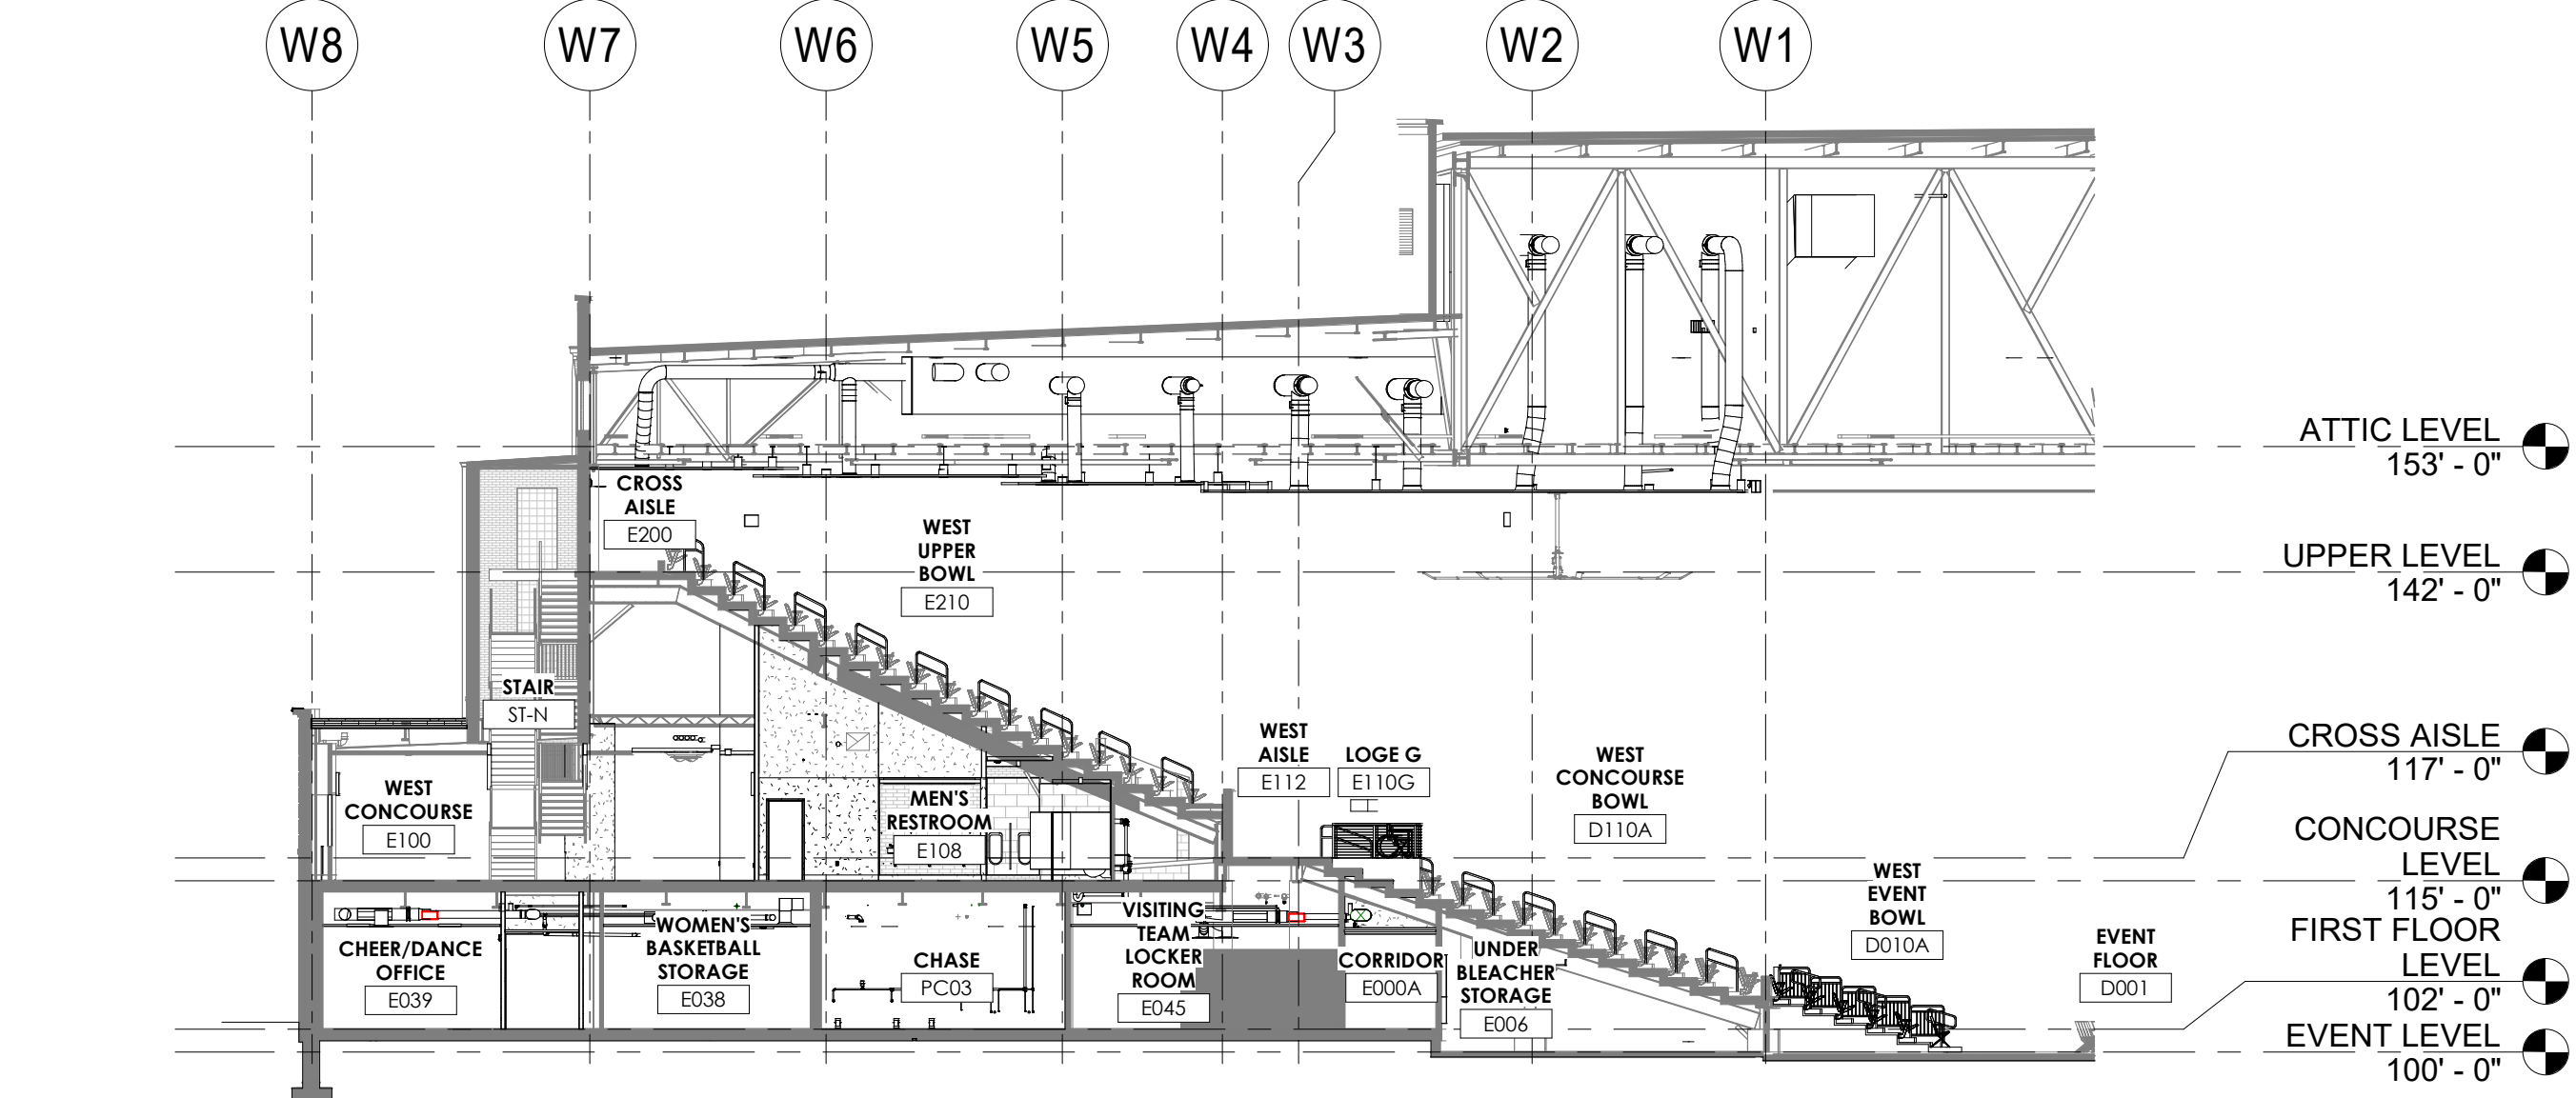 W8
W7
W6
W5
W4
W3
W2
W1
ATTIC LEVEL
153' - 0"
UPPER LEVEL
142' - 0"
CROSS AISLE
117' - 0"
CONCOURSE
LEVEL
115' - 0"
FIRST FLOOR
LEVEL
102' - 0"
EVENT LEVEL
100' - 0"
CROSS
AISLE
E200
WEST
UPPER
BOWL
E210
STAIR
ST-N
WEST
CONCOURSE
E100
MEN'S
RESTROOM
E108
WEST
AISLE
E112
LOGE G
E110G
WEST
CONCOURSE
BOWL
D110A
WEST
EVENT
BOWL
D010A
EVENT
FLOOR
D001
CHEER/DANCE
OFFICE
E039
WOMEN'S
BASKETBALL
STORAGE
E038
CHASE
PC03
VISITING
TEAM
LOCKER
ROOM
E045
CORRIDOR
E000A
UNDER
BLEACHER
STORAGE
E006